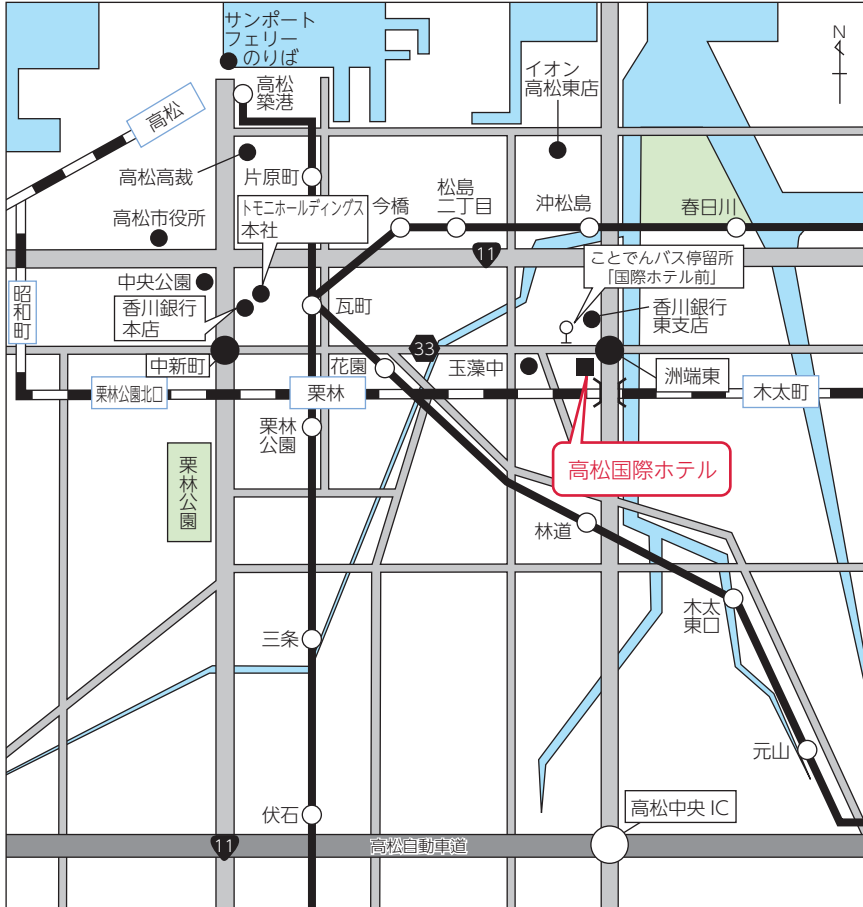 サンポート
フェリー
のりば
N
高松
築港
イオン
高松東店
高松
高松高裁
片原町
トモニホールディングス
本社
今橋
松島
二丁目
沖松島
春日川
高松市役所
11
ことでんバス停留所
「国際ホテル前」
中央公園
昭和町
香川銀行
本店
瓦町
香川銀行
東支店
33
中新町
花園
玉藻中
洲端東
栗林公園北口
栗林
木太町
栗林
公園
栗林公園
高松国際ホテル
林道
木太
東口
三条
元山
伏石
高松中央 IC
11
高松自動車道